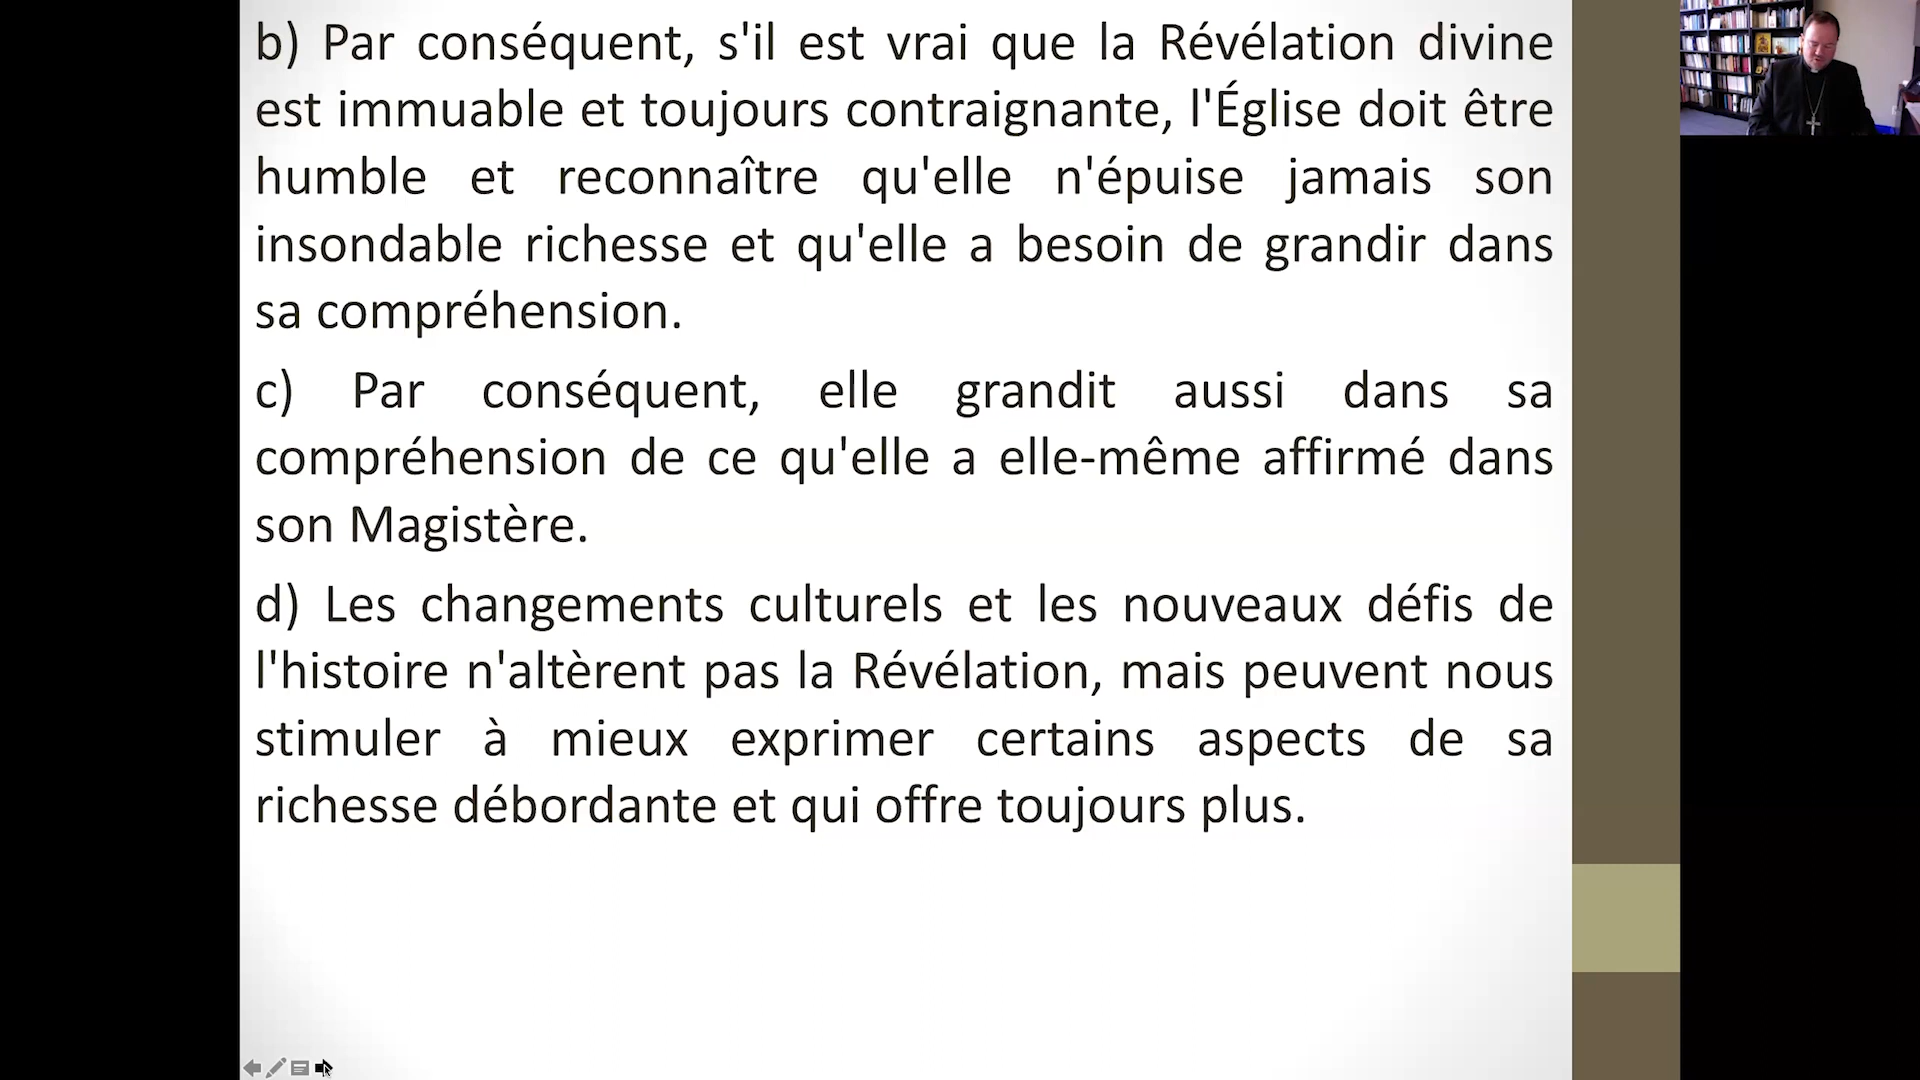 b) Par conséquent, s'il est vrai que la Révélation divine
est immuable et toujours contraignante, l'Église doit être
humble et reconnaître qu'elle n'épuise jamais son
insondable richesse et qu'elle a besoin de grandir dans
sa compréhension.
c) Par conséquent, elle grandit aussi dans sa
compréhension de ce qu'elle a elle-même affirmé dans
son Magistère.
d) Les changements culturels et les nouveaux défis de
l'histoire n'altèrent pas la Révélation, mais peuvent nous
stimuler à mieux exprimer certains aspects de sa
richesse débordante et qui offre toujours plus.